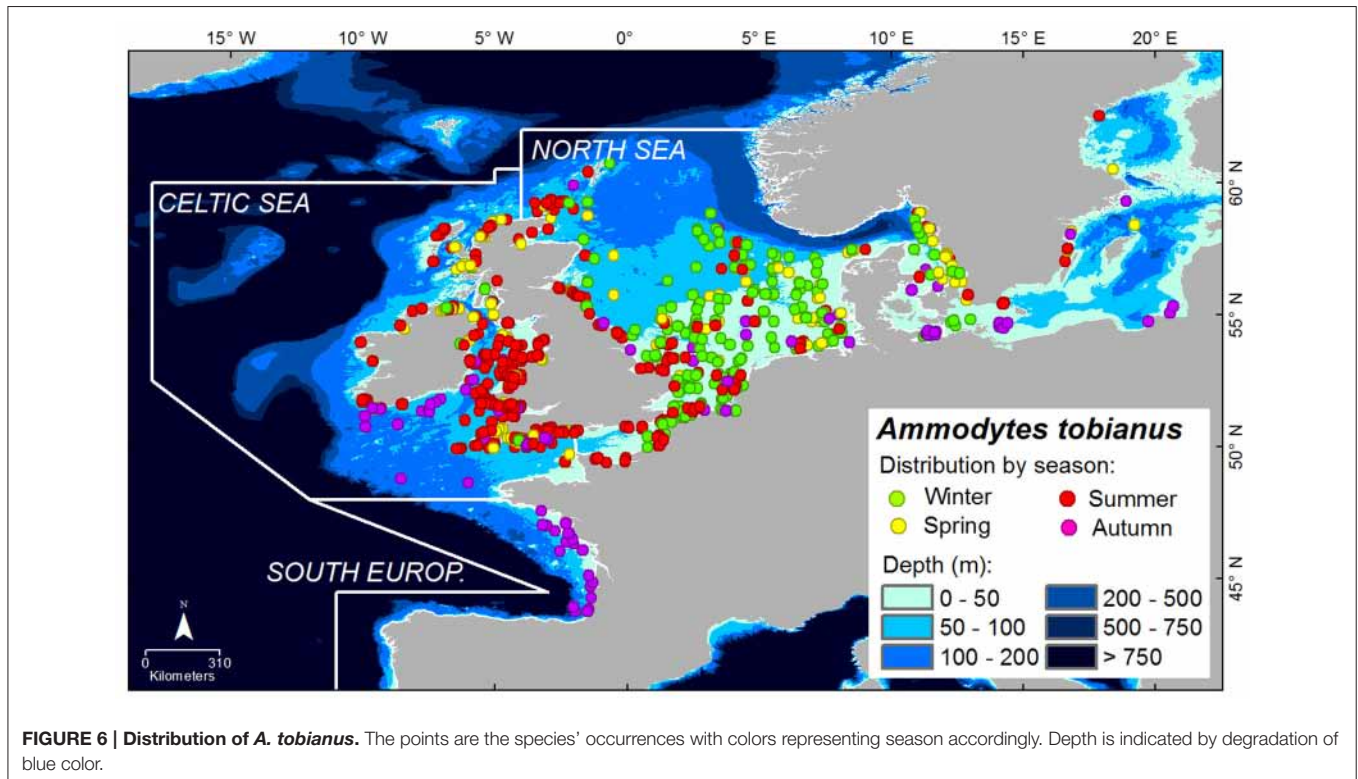 15° W 10° W 5° W 0° 5° E 10° E 15° E 20° E
NORTH SEA
CELTIC SEA
60° N
55° N
50° N
45° N
SOUTH EUROP.
N
0 310
Kilometers
Ammodytes tobianus
Distribution by season:
Winter Summer
Spring Autumn
Depth (m):
0 - 50 200 - 500
50 - 100 500 - 750
100 - 200 > 750
FIGURE 6 | Distribution of A. tobianus. The points are the species’ occurrences with colors representing season accordingly. Depth is indicated by degradation of
blue color.